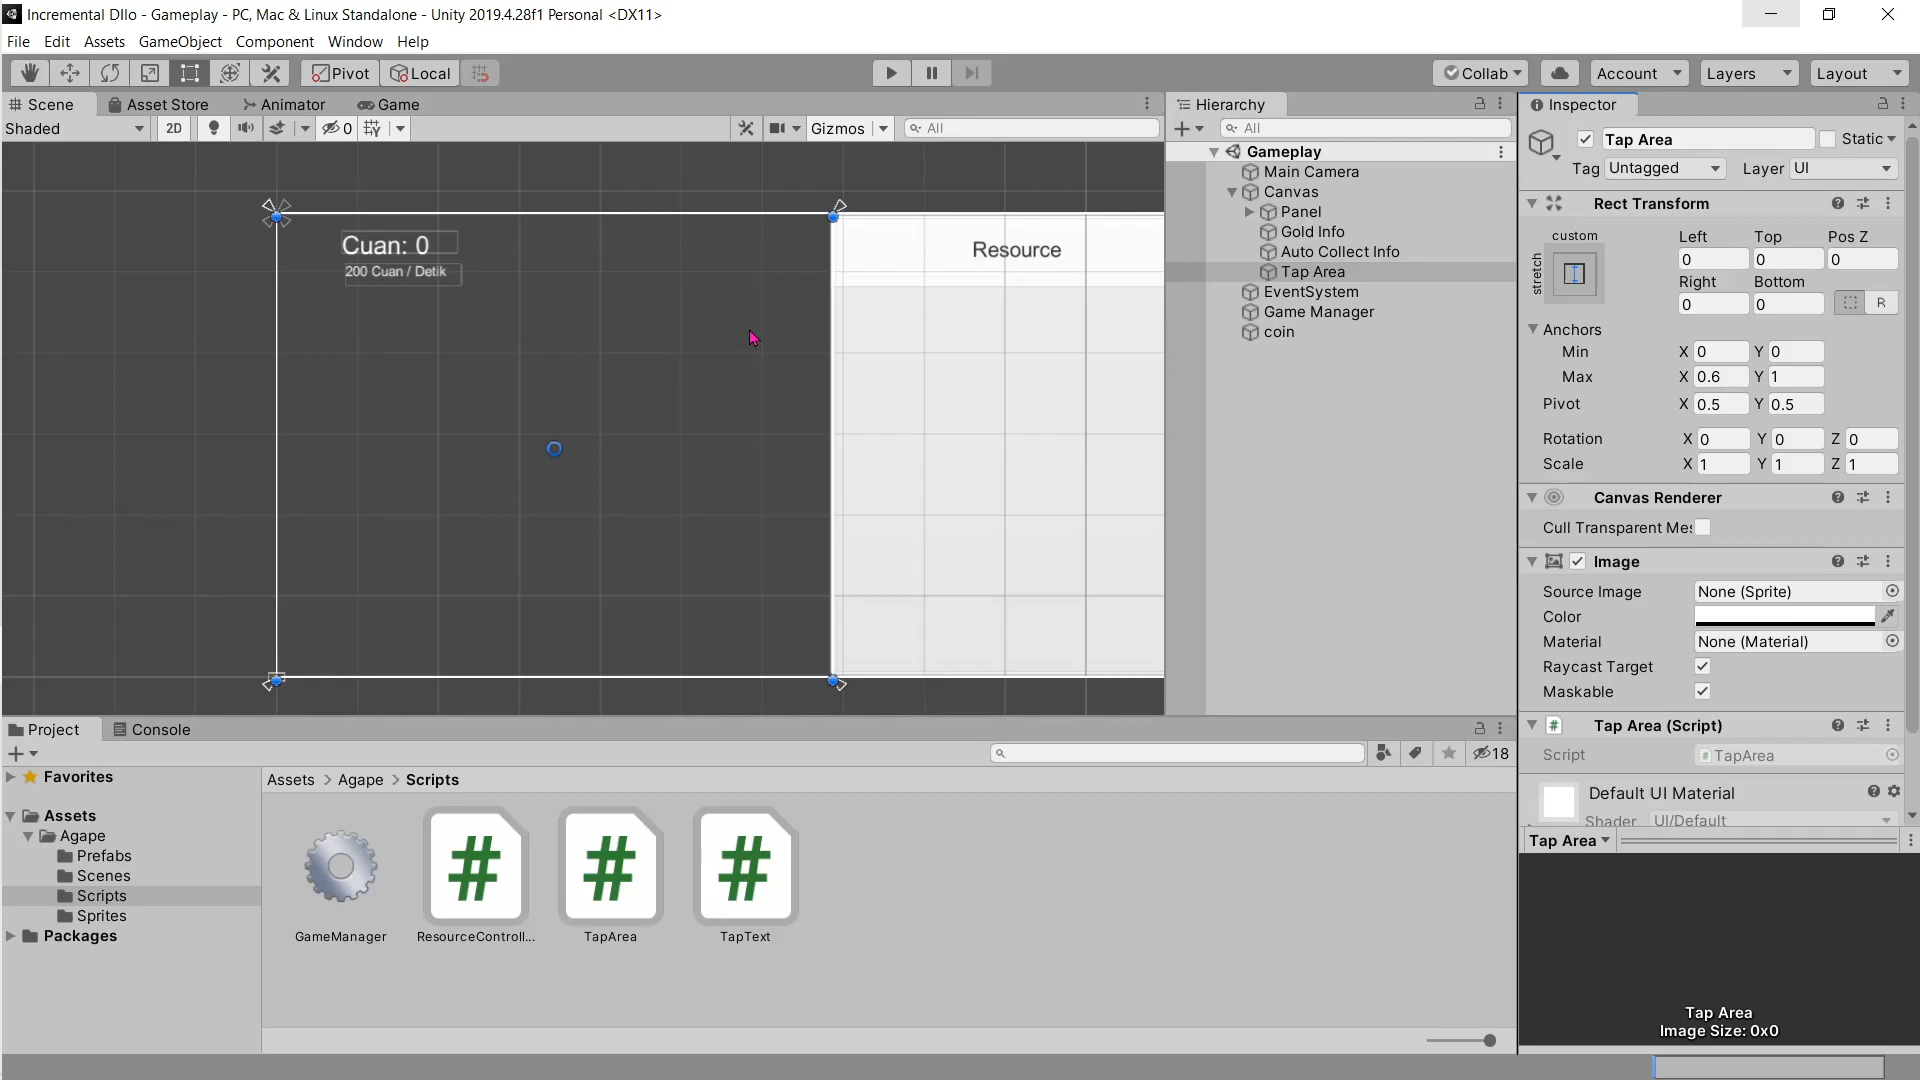 Incremental DIlo - Gameplay - PC, Mac & Linux Standalone - Unity 2019.4.28f1 Personal <DX11>
File Edit Assets GameObject Component Window Help
Pivot Local Collab Account Layers Layout
Scene Asset Store Animator Game
Shaded 2D 0 Gizmos All
Cuan: 0
200 Cuan / Detik
Resource
Hierarchy
All
Gameplay
Main Camera
Canvas
Panel
Gold Info
Auto Collect Info
Tap Area
EventSystem
Game Manager
coin
Inspector
Tap Area Static
Tag Untagged Layer UI
Rect Transform
custom Left Top Pos Z
stretch 0 0 0
Right Bottom
0 0 R
Anchors
Min X 0 Y 0
Max X 0.6 Y 1
Pivot X 0.5 Y 0.5
Rotation X 0 Y 0 Z 0
Scale X 1 Y 1 Z 1
Canvas Renderer
Cull Transparent Me
Image
Source Image None (Sprite)
Color
Material None (Material)
Raycast Target
Maskable
Tap Area (Script)
Script # TapArea
Default UI Material
Shader UI/Default
Tap Area
Tap Area
Image Size: 0x0
Project Console
18
Favorites
Assets
Agape
Prefabs
Scenes
Scripts
Sprites
Packages
Assets > Agape > Scripts
# # #
GameManager ResourceControll... TapArea TapText